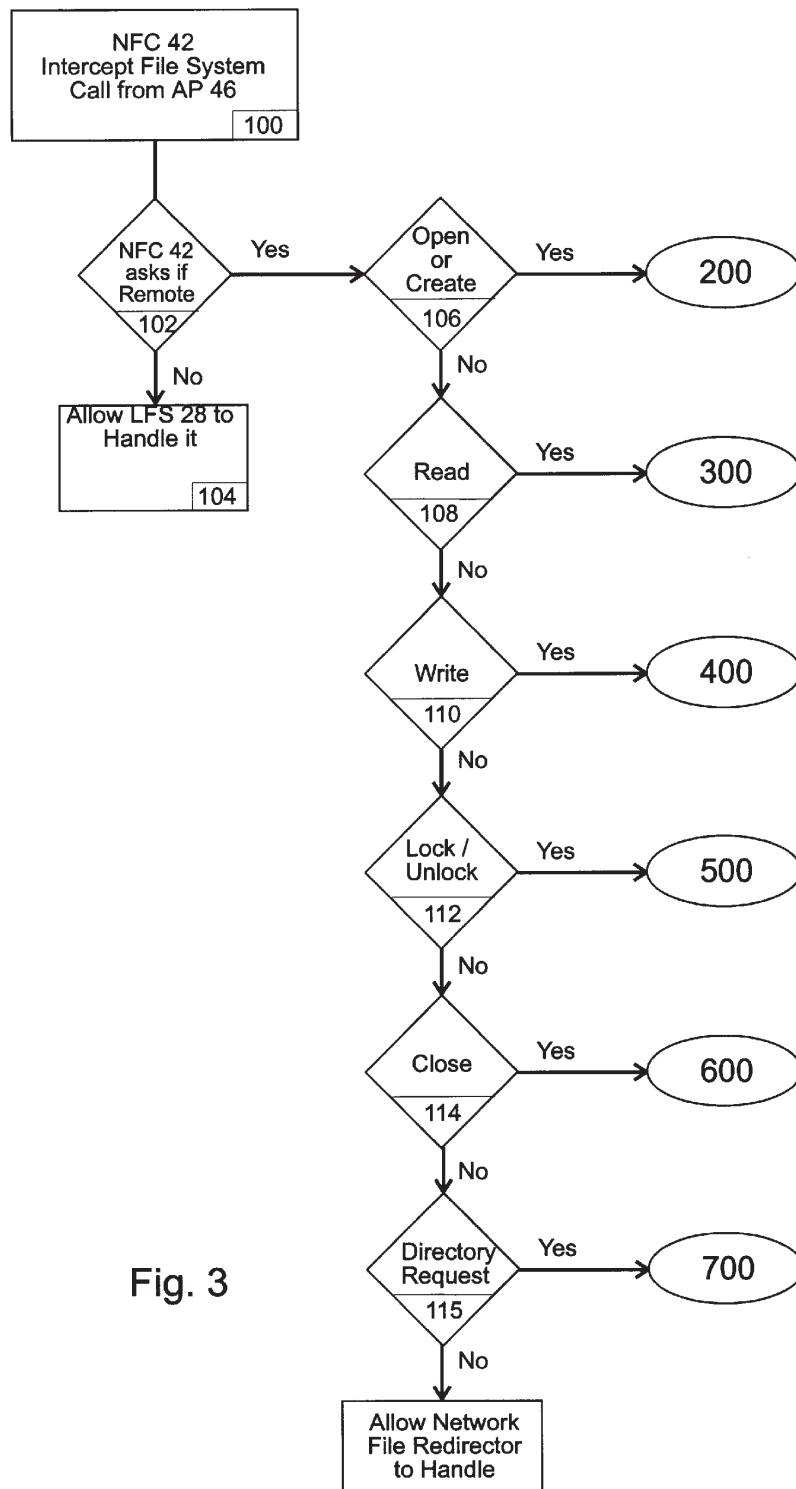 NFC 42
Intercept File System
Call from AP 46
100
NFC 42
asks if
Remote
102
Yes
No
Allow LFS 28 to
Handle it
104
Open
or
Create
106
Yes
200
No
Read
108
Yes
300
No
Write
110
Yes
400
No
Lock /
Unlock
112
Yes
500
No
Close
114
Yes
600
No
Directory
Request
115
Yes
700
No
Allow Network
File Redirector
to Handle
Fig. 3